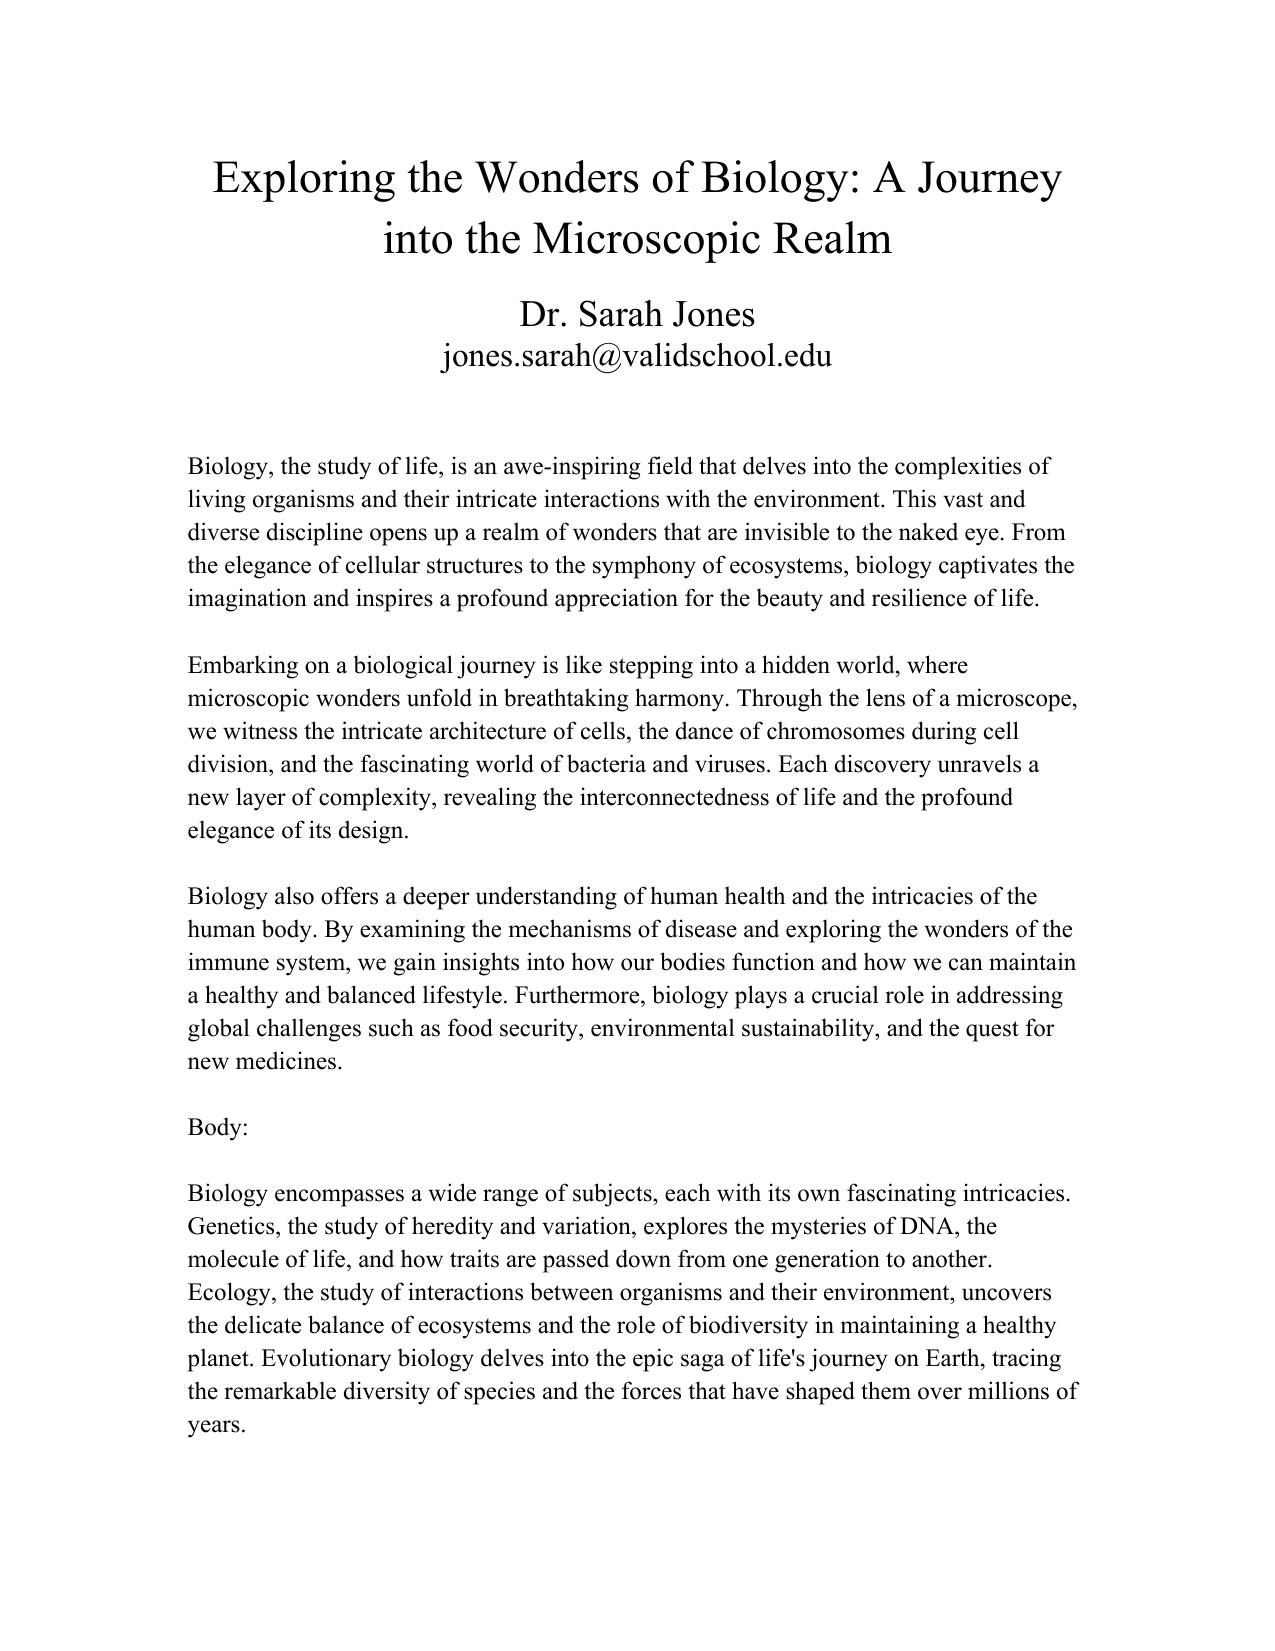 Exploring the Wonders of Biology: A Journey
into the Microscopic Realm
Dr. Sarah Jones
jones.sarah@validschool.edu
Biology, the study of life, is an awe-inspiring field that delves into the complexities of
living organisms and their intricate interactions with the environment. This vast and
diverse discipline opens up a realm of wonders that are invisible to the naked eye. From
the elegance of cellular structures to the symphony of ecosystems, biology captivates the
imagination and inspires a profound appreciation for the beauty and resilience of life.
Embarking on a biological journey is like stepping into a hidden world, where
microscopic wonders unfold in breathtaking harmony. Through the lens of a microscope,
we witness the intricate architecture of cells, the dance of chromosomes during cell
division, and the fascinating world of bacteria and viruses. Each discovery unravels a
new layer of complexity, revealing the interconnectedness of life and the profound
elegance of its design.
Biology also offers a deeper understanding of human health and the intricacies of the
human body. By examining the mechanisms of disease and exploring the wonders of the
immune system, we gain insights into how our bodies function and how we can maintain
a healthy and balanced lifestyle. Furthermore, biology plays a crucial role in addressing
global challenges such as food security, environmental sustainability, and the quest for
new medicines.
Body:
Biology encompasses a wide range of subjects, each with its own fascinating intricacies.
Genetics, the study of heredity and variation, explores the mysteries of DNA, the
molecule of life, and how traits are passed down from one generation to another.
Ecology, the study of interactions between organisms and their environment, uncovers
the delicate balance of ecosystems and the role of biodiversity in maintaining a healthy
planet. Evolutionary biology delves into the epic saga of life's journey on Earth, tracing
the remarkable diversity of species and the forces that have shaped them over millions of
years.